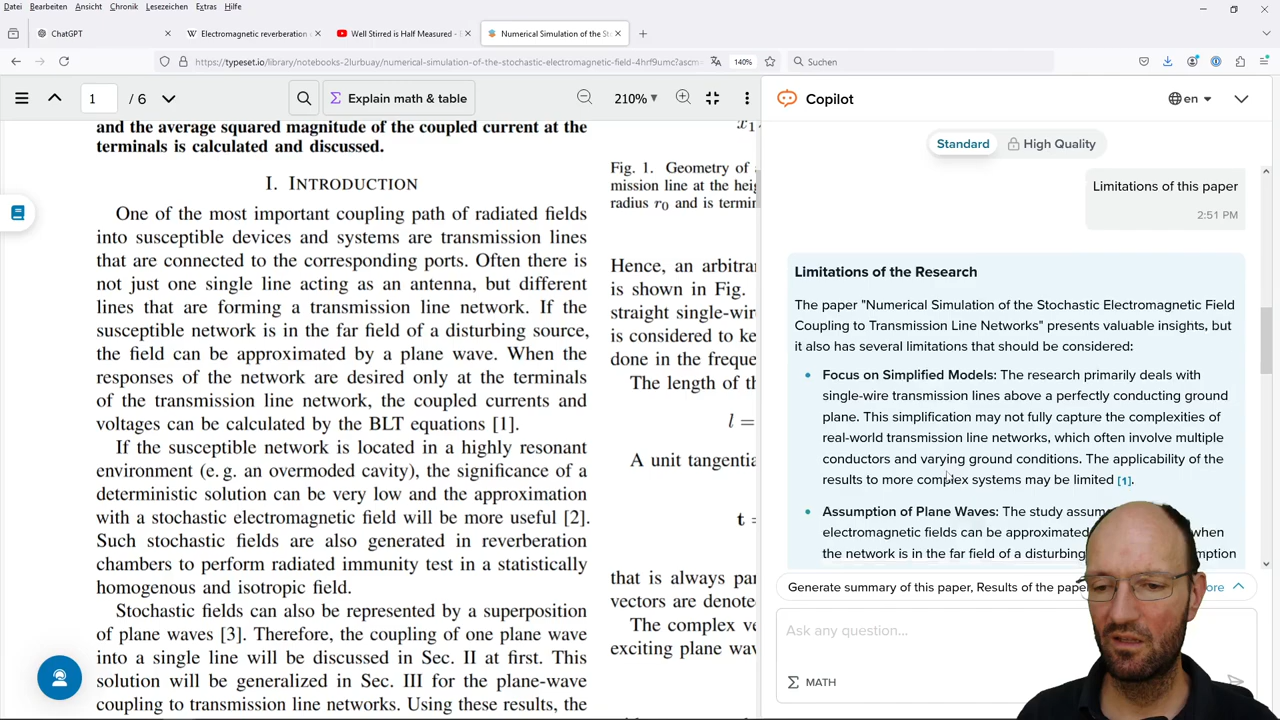 Datei Bearbeiten Ansicht Chronik Lesezeichen Extras Hilfe
ChatGPT
Electromagnetic reverberation
Well Stirred is Half Measured -
Numerical Simulation of the St
https://typeset.io/library/notebooks-2lurbuay/numerical-simulation-of-the-stochastic-electromagnetic-field-4hrf9umc?ascm
140%
Suchen
1 / 6
Explain math & table
210%
Copilot
en
Standard
High Quality
and the average squared magnitude of the coupled current at the
terminals is calculated and discussed.
I. INTRODUCTION
One of the most important coupling path of radiated fields
into susceptible devices and systems are transmission lines
that are connected to the corresponding ports. Often there is
not just one single line acting as an antenna, but different
lines that are forming a transmission line network. If the
susceptible network is in the far field of a disturbing source,
the field can be approximated by a plane wave. When the
responses of the network are desired only at the terminals
of the transmission line network, the coupled currents and
voltages can be calculated by the BLT equations [1].
If the susceptible network is located in a highly resonant
environment (e. g. an overmoded cavity), the significance of a
deterministic solution can be very low and the approximation
with a stochastic electromagnetic field will be more useful [2].
Such stochastic fields are also generated in reverberation
chambers to perform radiated immunity test in a statistically
homogenous and isotropic field.
Stochastic fields can also be represented by a superposition
of plane waves [3]. Therefore, the coupling of one plane wave
into a single line will be discussed in Sec. II at first. This
solution will be generalized in Sec. III for the plane-wave
coupling to transmission line networks. Using these results, the
x1
Fig. 1. Geometry of
mission line at the heig
radius r0 and is termin
Hence, an arbitrar
is shown in Fig.
straight single-wir
is considered to ke
done in the freque
The length of th
l =
A unit tangentia
t =
that is always par
vectors are denote
The complex ve
exciting plane wav
Limitations of this paper
2:51 PM
Limitations of the Research
The paper "Numerical Simulation of the Stochastic Electromagnetic Field
Coupling to Transmission Line Networks" presents valuable insights, but
it also has several limitations that should be considered:
• Focus on Simplified Models: The research primarily deals with
single-wire transmission lines above a perfectly conducting ground
plane. This simplification may not fully capture the complexities of
real-world transmission line networks, which often involve multiple
conductors and varying ground conditions. The applicability of the
results to more complex systems may be limited [1].
• Assumption of Plane Waves: The study assum
electromagnetic fields can be approximated when
the network is in the far field of a disturbing mption
Generate summary of this paper, Results of the pape ore
Ask any question...
MATH